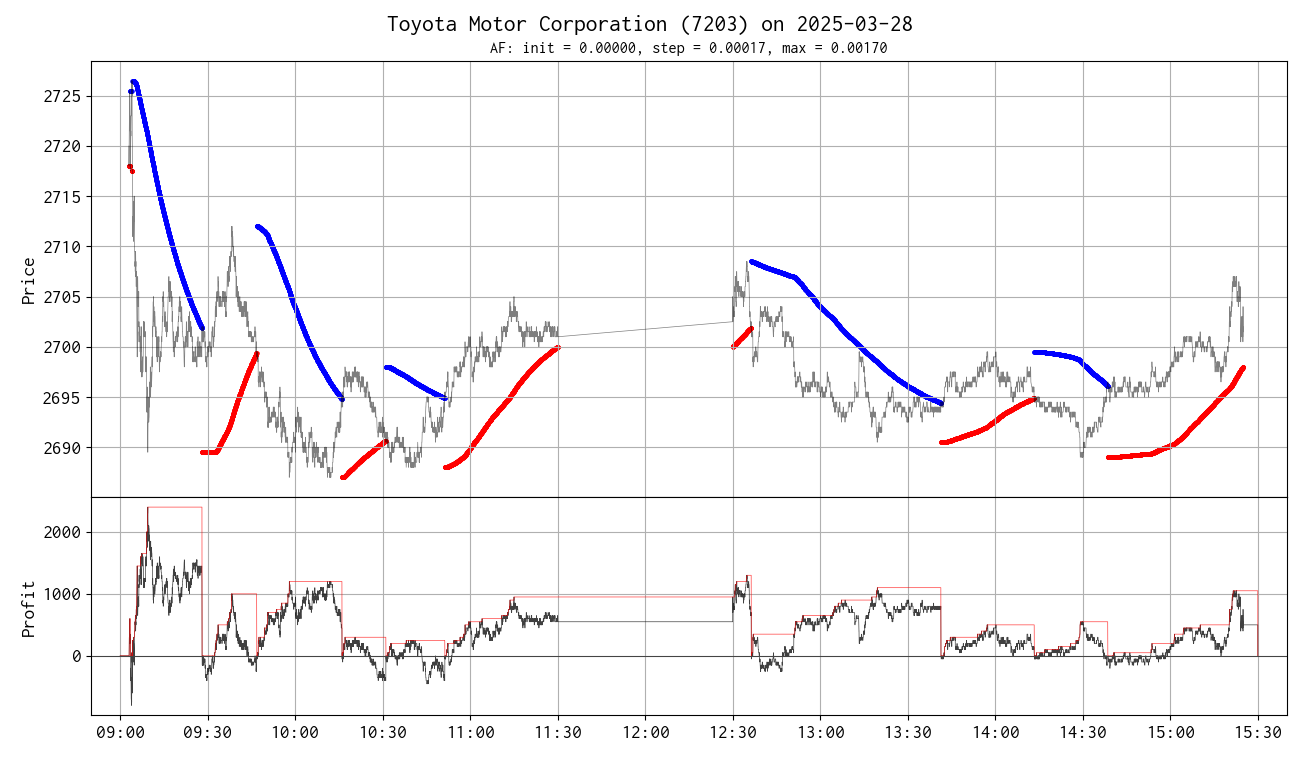 Toyota Motor Corporation (7203) on 2025-03-28
AF: init = 0.00000, step = 0.00017, max = 0.00170
Price
2725
2720
2715
2710
2705
2700
2695
2690
Profit
2000
1000
0
09:00 09:30 10:00 10:30 11:00 11:30 12:00 12:30 13:00 13:30 14:00 14:30 15:00 15:30